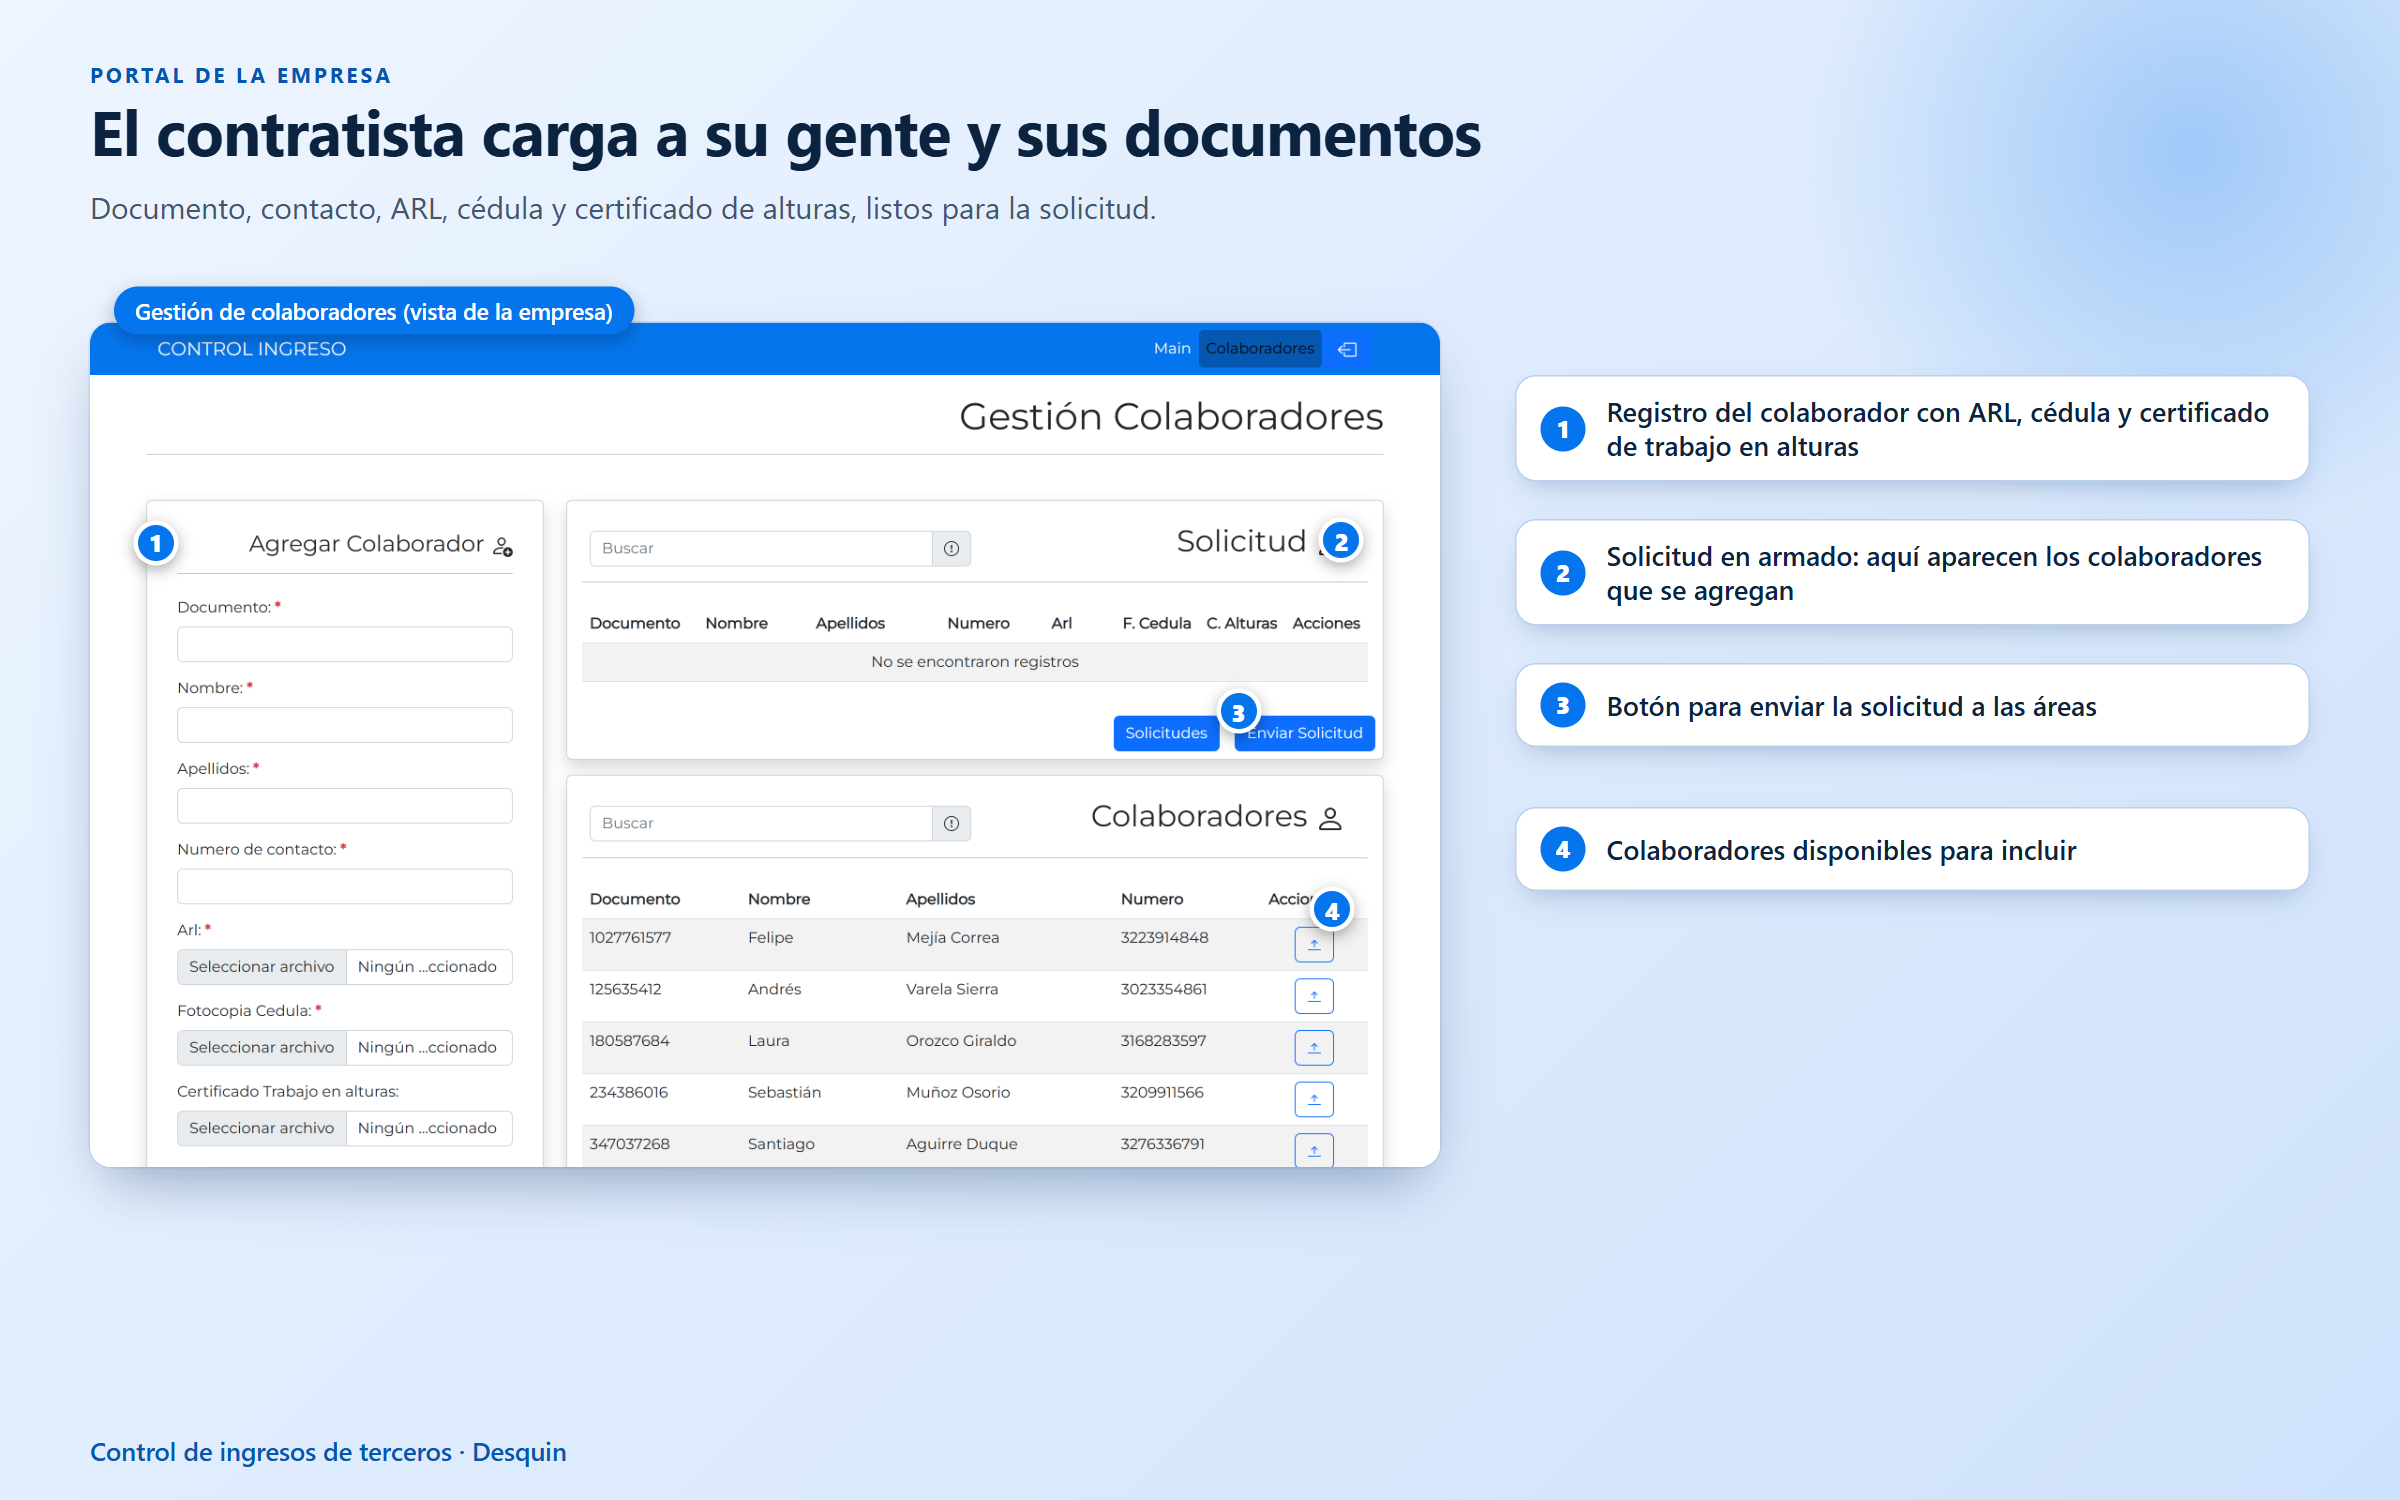 PORTAL DE LA EMPRESA
El contratista carga a su gente y sus documentos
Documento, contacto, ARL, cédula y certificado de alturas, listos para la solicitud.
Gestión de colaboradores (vista de la empresa)
CONTROL INGRESO
Main Colaboradores
Gestión Colaboradores
1
Agregar Colaborador
Documento: *
Nombre: *
Apellidos: *
Numero de contacto: *
Arl: *
Seleccionar archivo Ningún ...ccionado
Fotocopia Cedula: *
Seleccionar archivo Ningún ...ccionado
Certificado Trabajo en alturas:
Seleccionar archivo Ningún ...ccionado
Buscar
Solicitud
2
Documento Nombre Apellidos Numero Arl F. Cedula C. Alturas Acciones
No se encontraron registros
3
Solicitudes Enviar Solicitud
Buscar
Colaboradores
Documento Nombre Apellidos Numero
4
1027761577 Felipe Mejía Correa 3223914848
125635412 Andrés Varela Sierra 3023354861
180587684 Laura Orozco Giraldo 3168283597
234386016 Sebastián Muñoz Osorio 3209911566
347037268 Santiago Aguirre Duque 3276336791
1 Registro del colaborador con ARL, cédula y certificado
de trabajo en alturas
2 Solicitud en armado: aquí aparecen los colaboradores
que se agregan
3 Botón para enviar la solicitud a las áreas
4 Colaboradores disponibles para incluir
Control de ingresos de terceros · Desquin